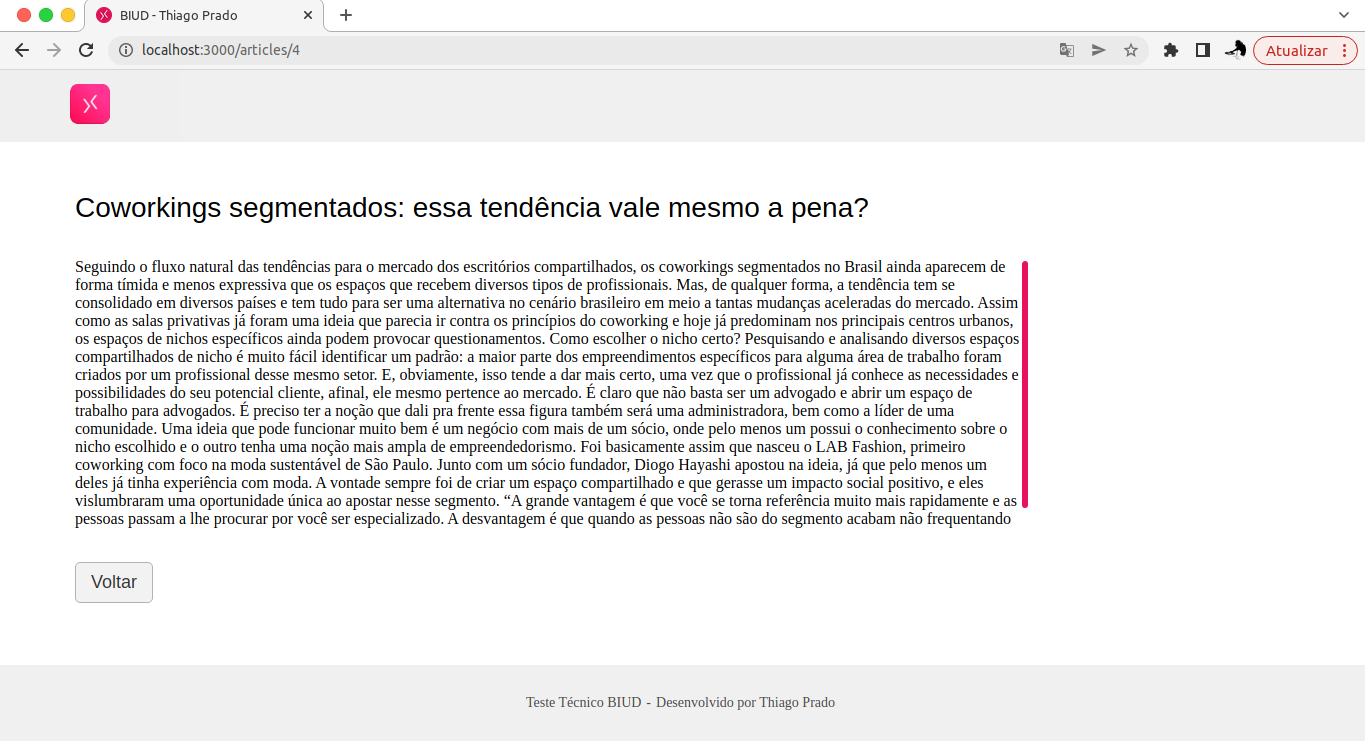 BIUD - Thiago Prado
localhost:3000/articles/4
Atualizar
Coworkings segmentados: essa tendência vale mesmo a pena?
Seguindo o fluxo natural das tendências para o mercado dos escritórios compartilhados, os coworkings segmentados no Brasil ainda aparecem de
forma tímida e menos expressiva que os espaços que recebem diversos tipos de profissionais. Mas, de qualquer forma, a tendência tem se
consolidado em diversos países e tem tudo para ser uma alternativa no cenário brasileiro em meio a tantas mudanças aceleradas do mercado. Assim
como as salas privativas já foram uma ideia que parecia ir contra os princípios do coworking e hoje já predominam nos principais centros urbanos,
os espaços de nichos específicos ainda podem provocar questionamentos. Como escolher o nicho certo? Pesquisando e analisando diversos espaços
compartilhados de nicho é muito fácil identificar um padrão: a maior parte dos empreendimentos específicos para alguma área de trabalho foram
criados por um profissional desse mesmo setor. E, obviamente, isso tende a dar mais certo, uma vez que o profissional já conhece as necessidades e
possibilidades do seu potencial cliente, afinal, ele mesmo pertence ao mercado. É claro que não basta ser um advogado e abrir um espaço de
trabalho para advogados. É preciso ter a noção que dali pra frente essa figura também será uma administradora, bem como a líder de uma
comunidade. Uma ideia que pode funcionar muito bem é um negócio com mais de um sócio, onde pelo menos um possui o conhecimento sobre o
nicho escolhido e o outro tenha uma noção mais ampla de empreendedorismo. Foi basicamente assim que nasceu o LAB Fashion, primeiro
coworking com foco na moda sustentável de São Paulo. Junto com um sócio fundador, Diogo Hayashi apostou na ideia, já que pelo menos um
deles já tinha experiência com moda. A vontade sempre foi de criar um espaço compartilhado e que gerasse um impacto social positivo, e eles
vislumbraram uma oportunidade única ao apostar nesse segmento. “A grande vantagem é que você se torna referência muito mais rapidamente e as
pessoas passam a lhe procurar por você ser especializado. A desvantagem é que quando as pessoas não são do segmento acabam não frequentando
Voltar
Teste Técnico BIUD - Desenvolvido por Thiago Prado